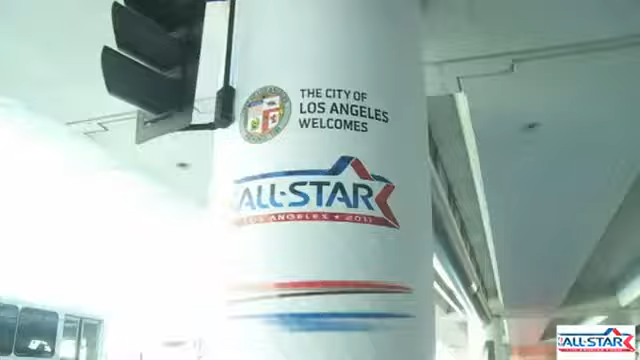 THE CITY OF
LOS ANGELES
WELCOMES
ALL-STAR
LOS ANGELES ★ 2011
ALL-STAR